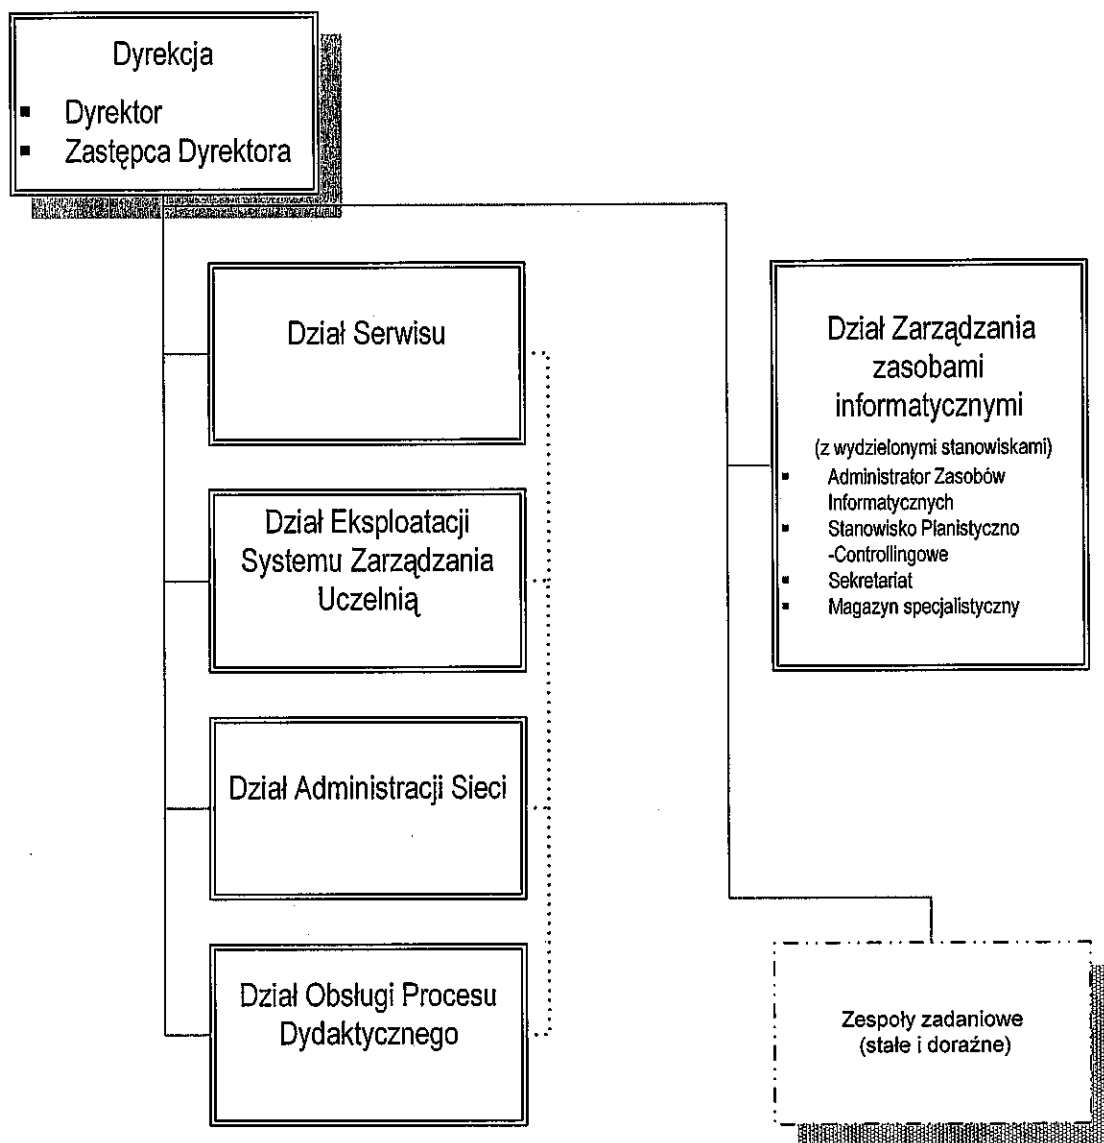 Dyrekcja
▪ Dyrektor
▪ Zastępca Dyrektora
Dział Serwisu
Dział Eksploatacji
Systemu Zarządzania
Uczelnią
Dział Administracji Sieci
Dział Obsługi Procesu
Dydaktycznego
Dział Zarządzania
zasobami
informatycznymi
(z wydzielonymi stanowiskami)
▪ Administrator Zasobów
Informatycznych
▪ Stanowisko Planistyczno
-Controllingowe
▪ Sekretariat
▪ Magazyn specjalistyczny
Zespoły zadaniowe
(stałe i doraźne)